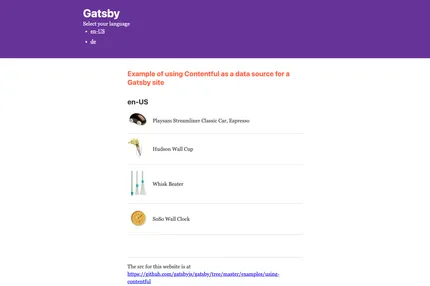 Gatsby
Select your language
en-US
de
Example of using Contentful as a data source for a
Gatsby site
en-US
Playsam Streamliner Classic Car, Espresso
Hudson Wall Cup
Whisk Beater
SoSo Wall Clock
The src for this website is at
https://github.com/gatsbyjs/gatsby/tree/master/examples/using-
contentful